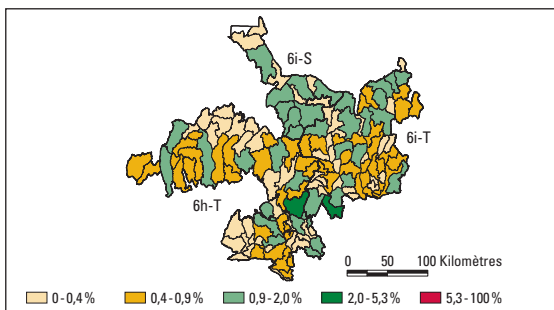 6i-S
6i-T
6h-T
0 50 100 Kilomètres
0 - 0,4 % 0,4 - 0,9 % 0,9 - 2,0 % 2,0 - 5,3 % 5,3 - 100 %